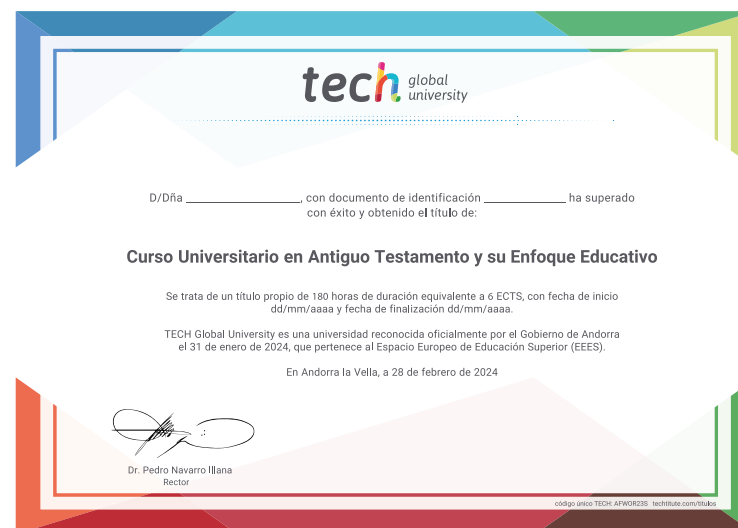 tech global
university
D/Dña ____________________, con documento de identificación ______________ ha superado
con éxito y obtenido el título de:
Curso Universitario en Antiguo Testamento y su Enfoque Educativo
Se trata de un título propio de 180 horas de duración equivalente a 6 ECTS, con fecha de inicio
dd/mm/aaaa y fecha de finalización dd/mm/aaaa.
TECH Global University es una universidad reconocida oficialmente por el Gobierno de Andorra
el 31 de enero de 2024, que pertenece al Espacio Europeo de Educación Superior (EEES).
En Andorra la Vella, a 28 de febrero de 2024
Dr. Pedro Navarro Illana
Rector
código único TECH: AFWOR23S techtitute.com/titulos